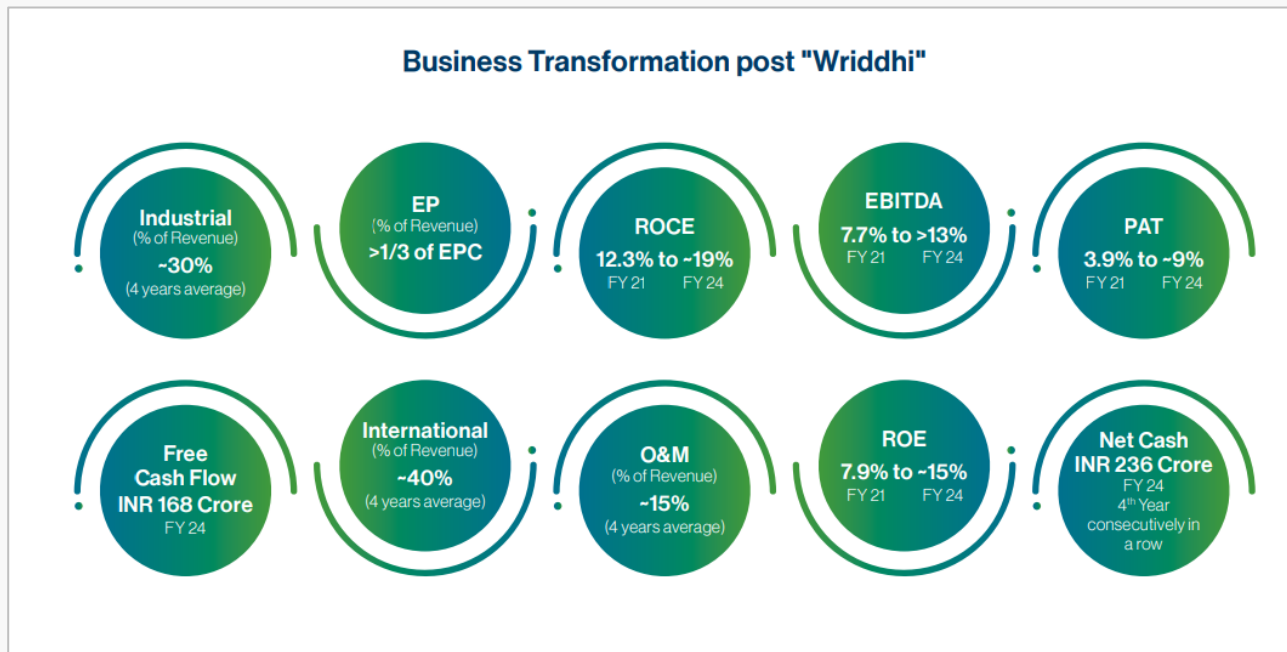 Business Transformation post "Wriddhi"
Industrial
(% of Revenue)
~30%
(4 years average)
EP
(% of Revenue)
>1/3 of EPC
ROCE
12.3% to ~19%
FY 21 FY 24
EBITDA
7.7% to >13%
FY 21 FY 24
PAT
3.9% to ~9%
FY 21 FY 24
Free
Cash Flow
INR 168 Crore
FY 24
International
(% of Revenue)
~40%
(4 years average)
O&M
(% of Revenue)
~15%
(4 years average)
ROE
7.9% to ~15%
FY 21 FY 24
Net Cash
INR 236 Crore
FY 24
4th Year
consecutively in
a row